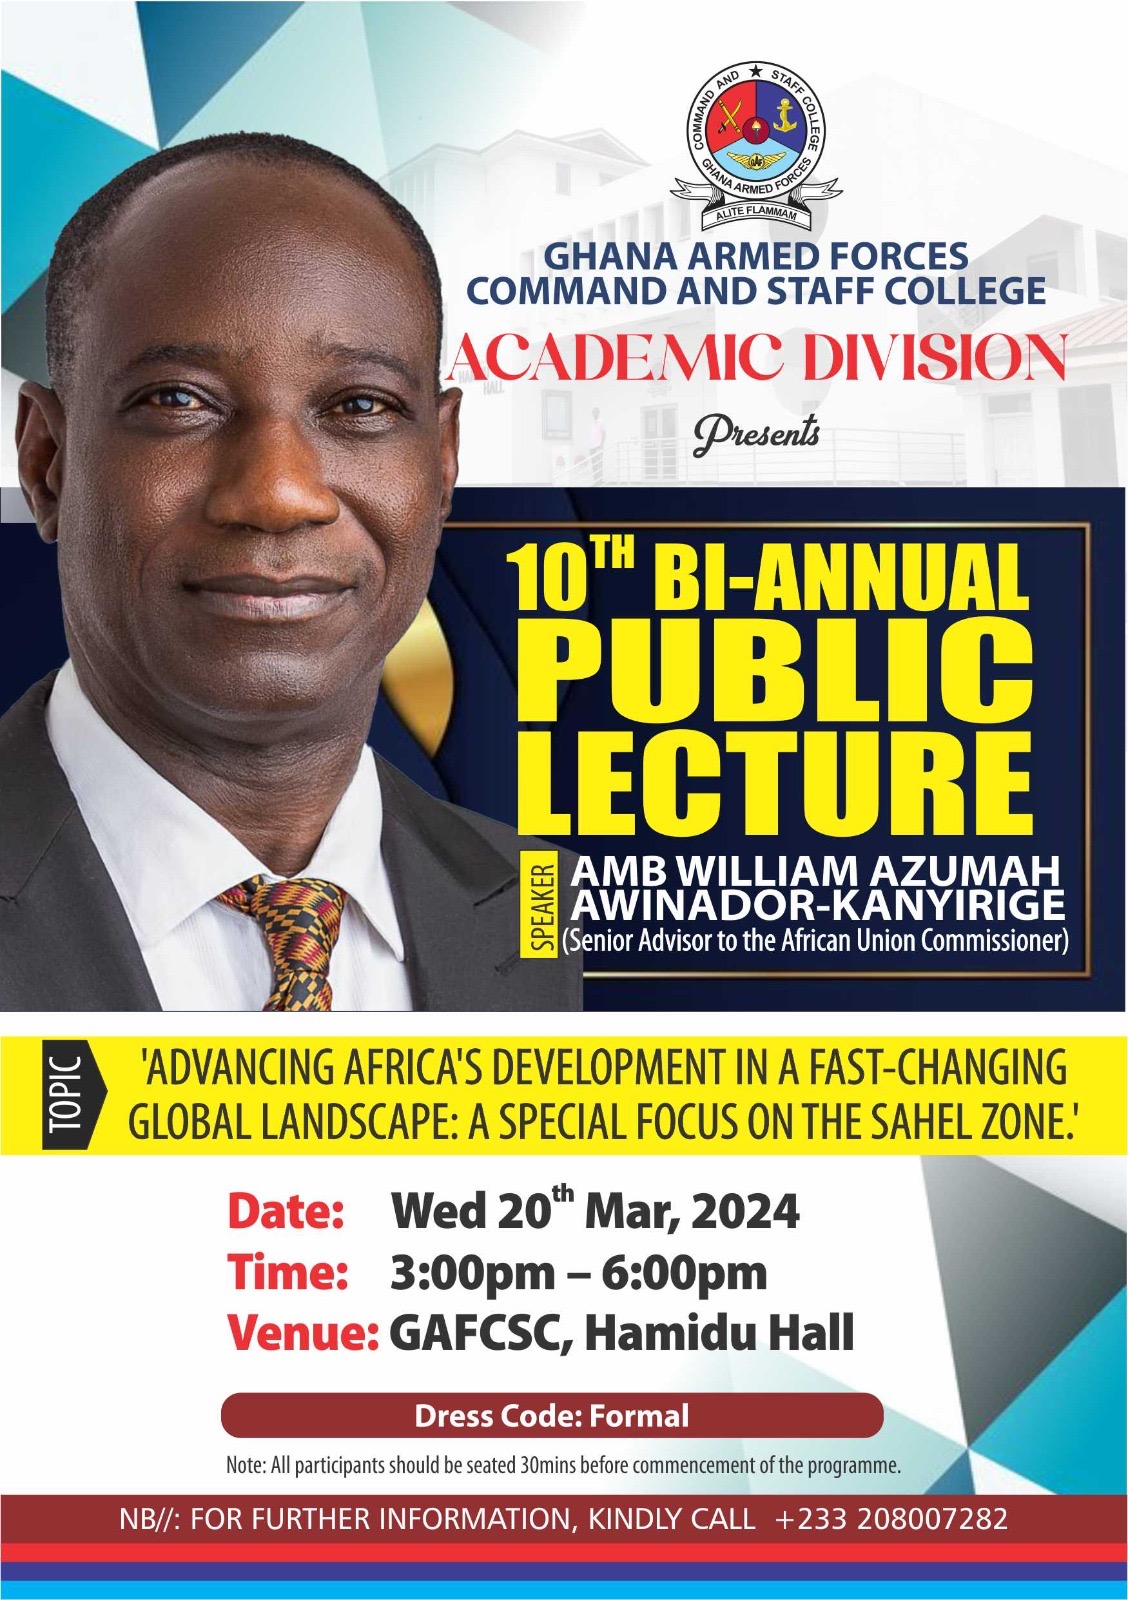 COMMAND AND ★ STAFF COLLEGE
GHANA ARMED FORCES
GAF
ALITE FLAMMAM
GHANA ARMED FORCES
COMMAND AND STAFF COLLEGE
ACADEMIC DIVISION
HALL
Presents
10TH BI-ANNUAL
PUBLIC
LECTURE
SPEAKER
AMB WILLIAM AZUMAH
AWINADOR-KANYIRIGE
(Senior Advisor to the African Union Commissioner)
TOPIC
'ADVANCING AFRICA'S DEVELOPMENT IN A FAST-CHANGING
GLOBAL LANDSCAPE: A SPECIAL FOCUS ON THE SAHEL ZONE.'
Date: Wed 20th Mar, 2024
Time: 3:00pm – 6:00pm
Venue: GAFCSC, Hamidu Hall
Dress Code: Formal
Note: All participants should be seated 30mins before commencement of the programme.
NB//: FOR FURTHER INFORMATION, KINDLY CALL +233 208007282